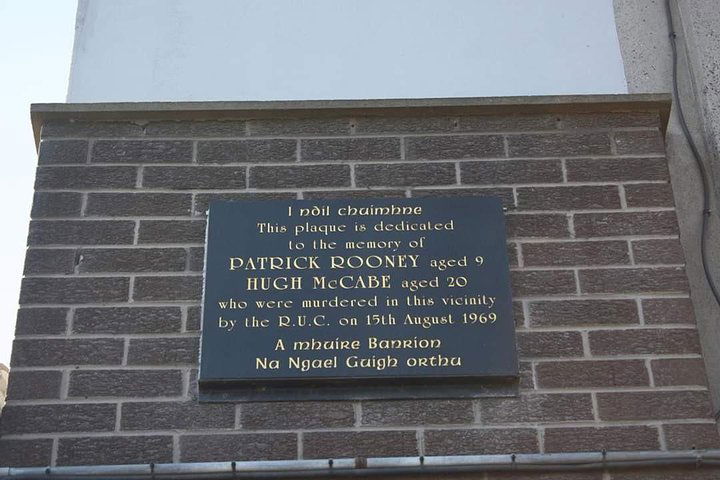 I ndil chuimhne
This plaque is dedicated
to the memory of
PATRICK ROONEY aged 9
HUGH McCABE aged 20
who were murdered in this vicinity
by the R.U.C. on 15th August 1969
A mhuire Banrion
Na Ngael Guigh orthu